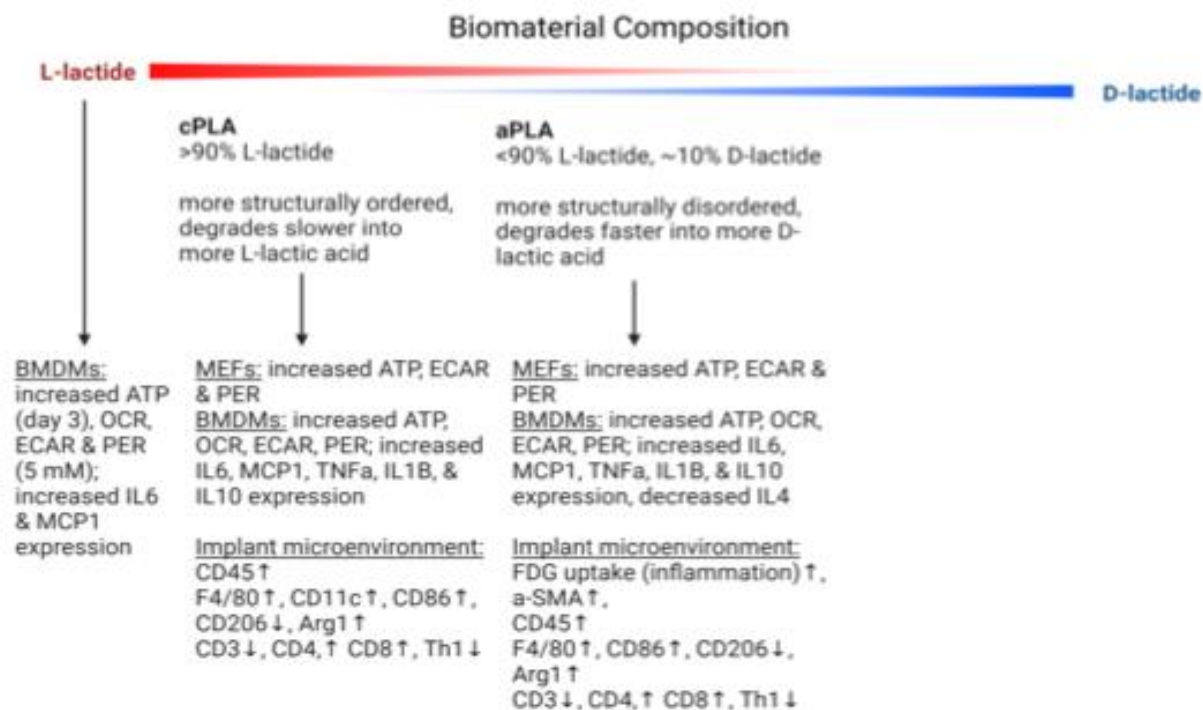 Biomaterial Composition
L-lactide
D-lactide
cPLA
>90% L-lactide
more structurally ordered,
degrades slower into
more L-lactic acid
aPLA
<90% L-lactide, ~10% D-lactide
more structurally disordered,
degrades faster into more D-
lactic acid
BMDMs:
increased ATP
(day 3), OCR,
ECAR & PER
(5 mM);
increased IL6
& MCP1
expression
MEFs: increased ATP, ECAR
& PER
BMDMs: increased ATP,
OCR, ECAR, PER; increased
IL6, MCP1, TNFa, IL1B, &
IL10 expression
Implant microenvironment:
CD45↑
F4/80↑, CD11c↑, CD86↑,
CD206↓, Arg1↑
CD3↓, CD4,↑ CD8↑, Th1↓
MEFs: increased ATP, ECAR &
PER
BMDMs: increased ATP, OCR,
ECAR, PER; increased IL6,
MCP1, TNFa, IL1B, & IL10
expression, decreased IL4
Implant microenvironment:
FDG uptake (inflammation)↑,
a-SMA↑,
CD45↑
F4/80↑, CD86↑, CD206↓,
Arg1↑
CD3↓, CD4,↑ CD8↑, Th1↓